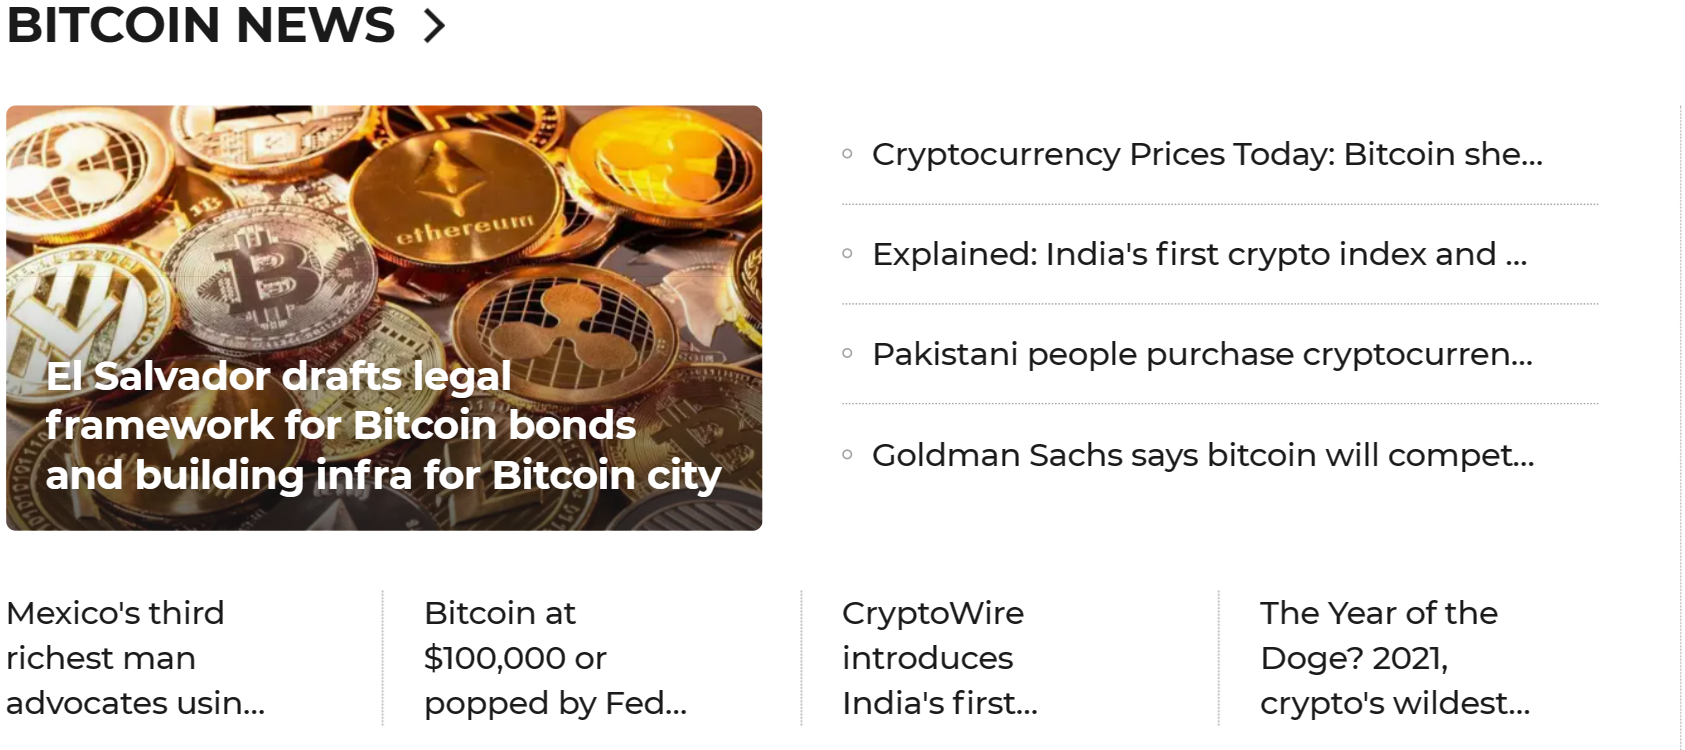 BITCOIN NEWS
ethereum
El Salvador drafts legal
framework for Bitcoin bonds
and building infra for Bitcoin city
Cryptocurrency Prices Today: Bitcoin she...
Explained: India's first crypto index and ...
Pakistani people purchase cryptocurren...
Goldman Sachs says bitcoin will compet...
Mexico's third
richest man
advocates usin...
Bitcoin at
$100,000 or
popped by Fed...
CryptoWire
introduces
India's first...
The Year of the
Doge? 2021,
crypto's wildest...